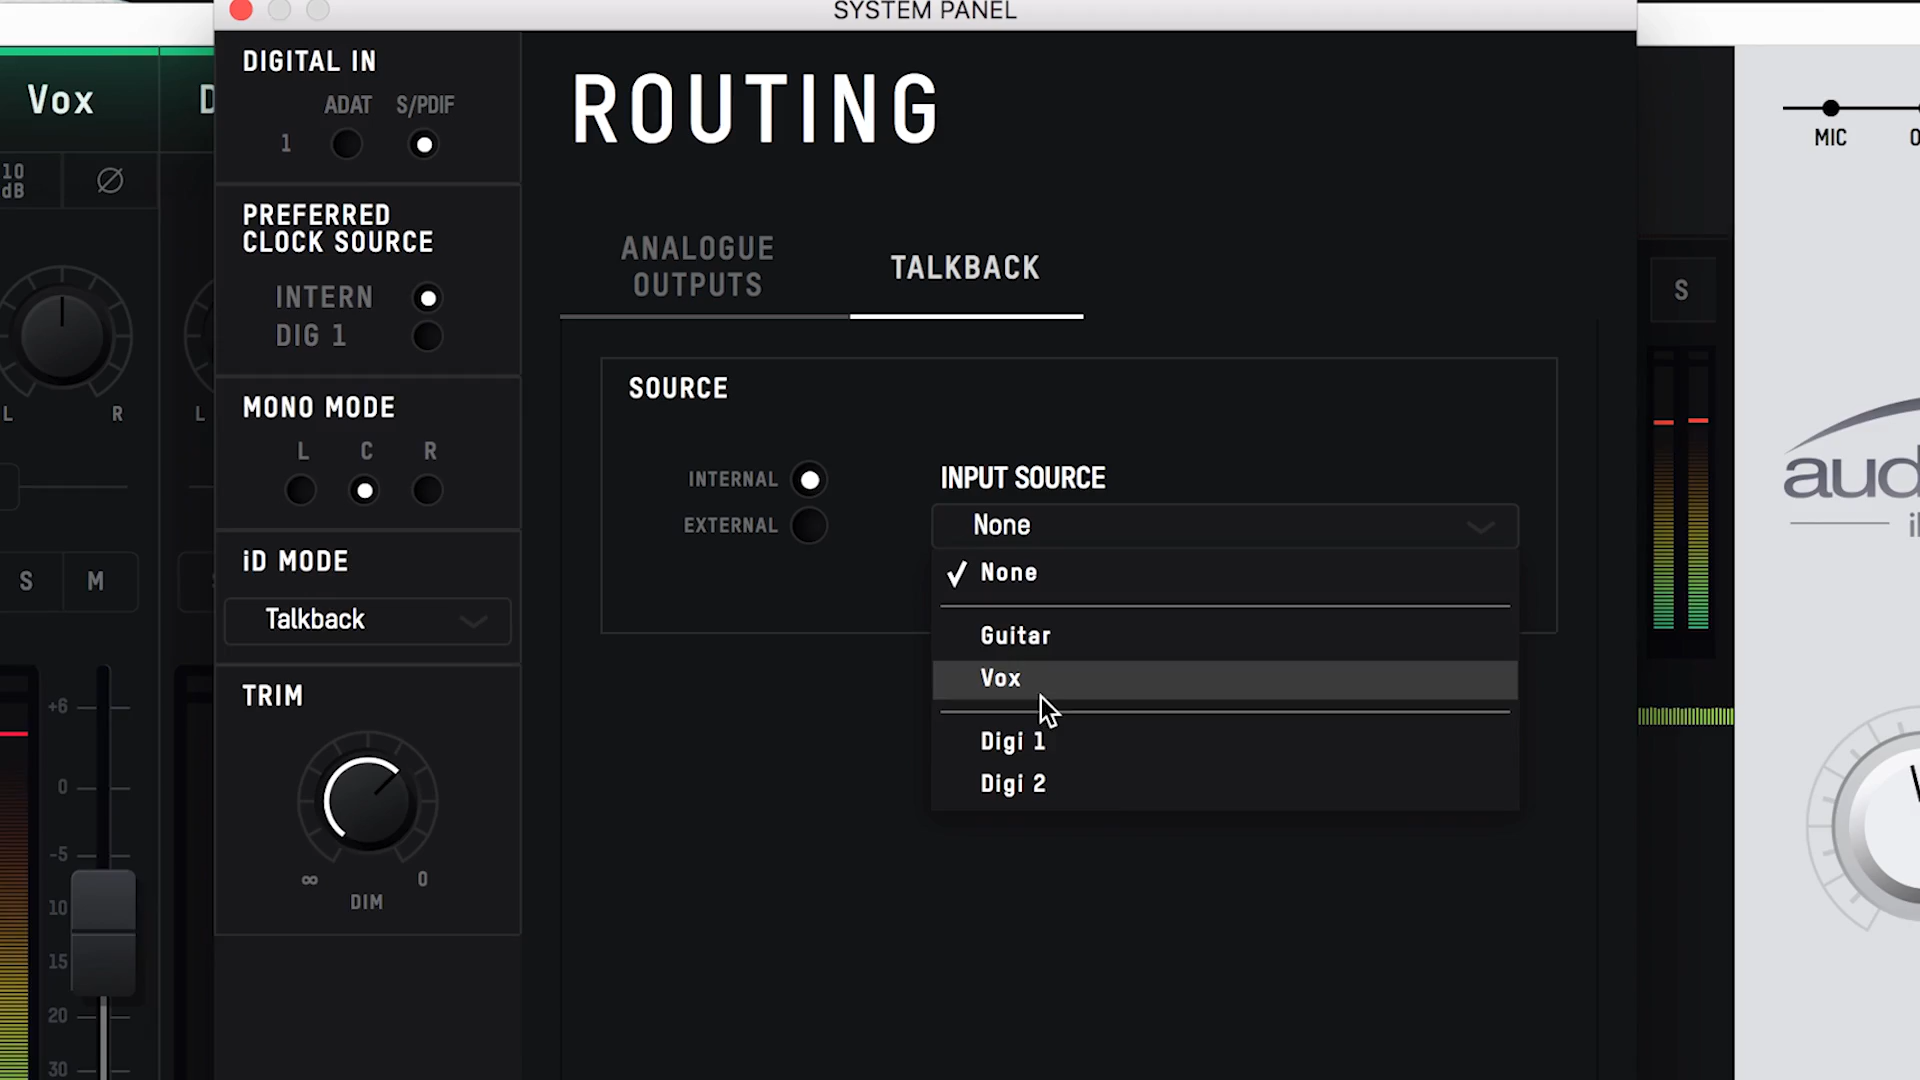 SYSTEM PANEL
Vox
10
dB
Ø
L
R
L
S
M
+6
0
-5
10
15
20
30
DIGITAL IN
ADAT
S/PDIF
1
PREFERRED
CLOCK SOURCE
INTERN
DIG 1
MONO MODE
L
C
R
iD MODE
Talkback
TRIM
∞
0
DIM
ROUTING
ANALOGUE
OUTPUTS
TALKBACK
SOURCE
INTERNAL
EXTERNAL
INPUT SOURCE
None
✓ None
Guitar
Vox
Digi 1
Digi 2
S
MIC
aud